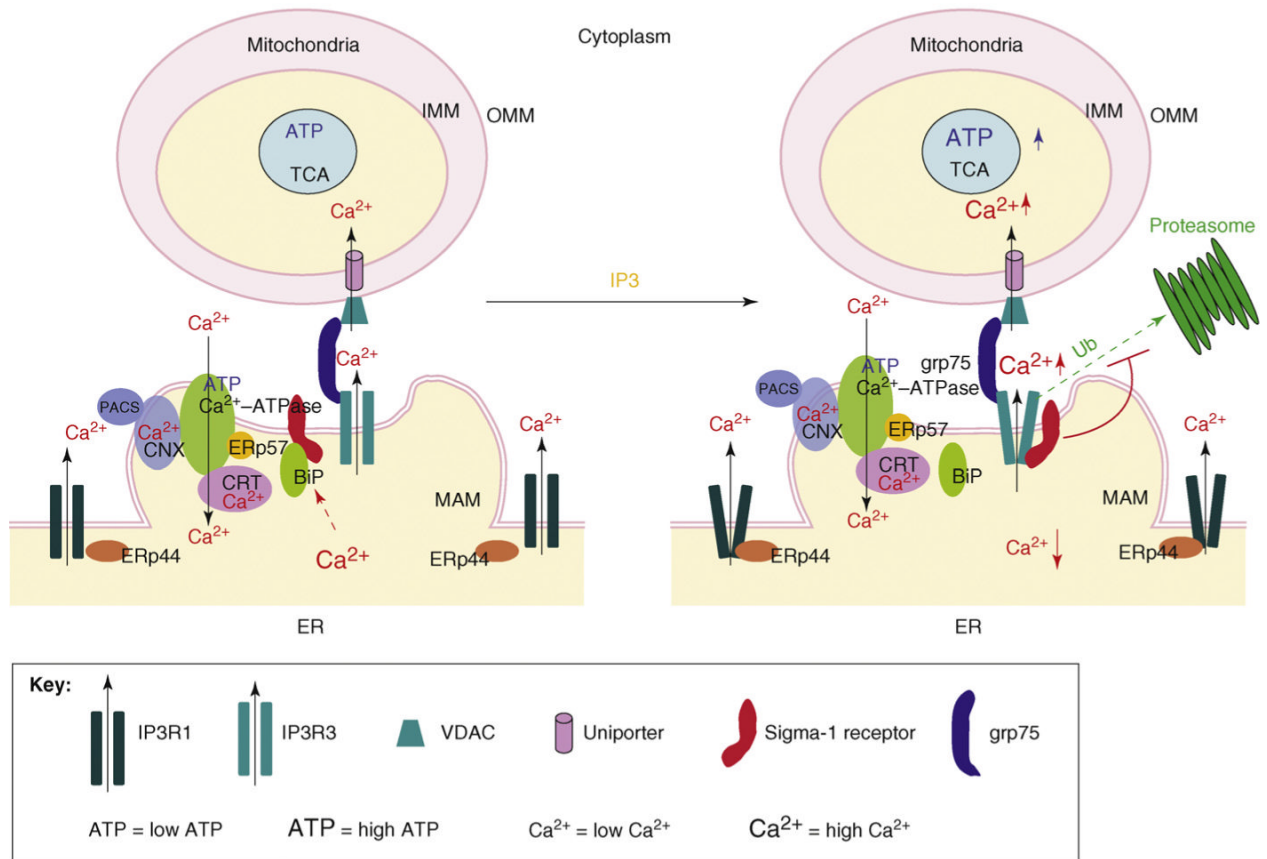 Mitochondria
Cytoplasm
Mitochondria
IMM
OMM
IMM
OMM
ATP
TCA
Ca2+
ATP
TCA
Ca2+
Proteasome
IP3
Ca2+
Ca2+
Ub
Ca2+
grp75
Ca2+
ATP
Ca2+–ATPase
ATP
Ca2+–ATPase
PACS
Ca2+
Ca2+
CNX
ERp57
Ca2+
PACS
Ca2+
Ca2+
CNX
ERp57
Ca2+
CRT
Ca2+
BiP
MAM
CRT
Ca2+
BiP
MAM
Ca2+
Ca2+
Ca2+
Ca2+
ERp44
ERp44
ERp44
ERp44
ER
ER
Key:
IP3R1
IP3R3
VDAC
Uniporter
Sigma-1 receptor
grp75
ATP = low ATP
ATP = high ATP
Ca2+ = low Ca2+
Ca2+ = high Ca2+